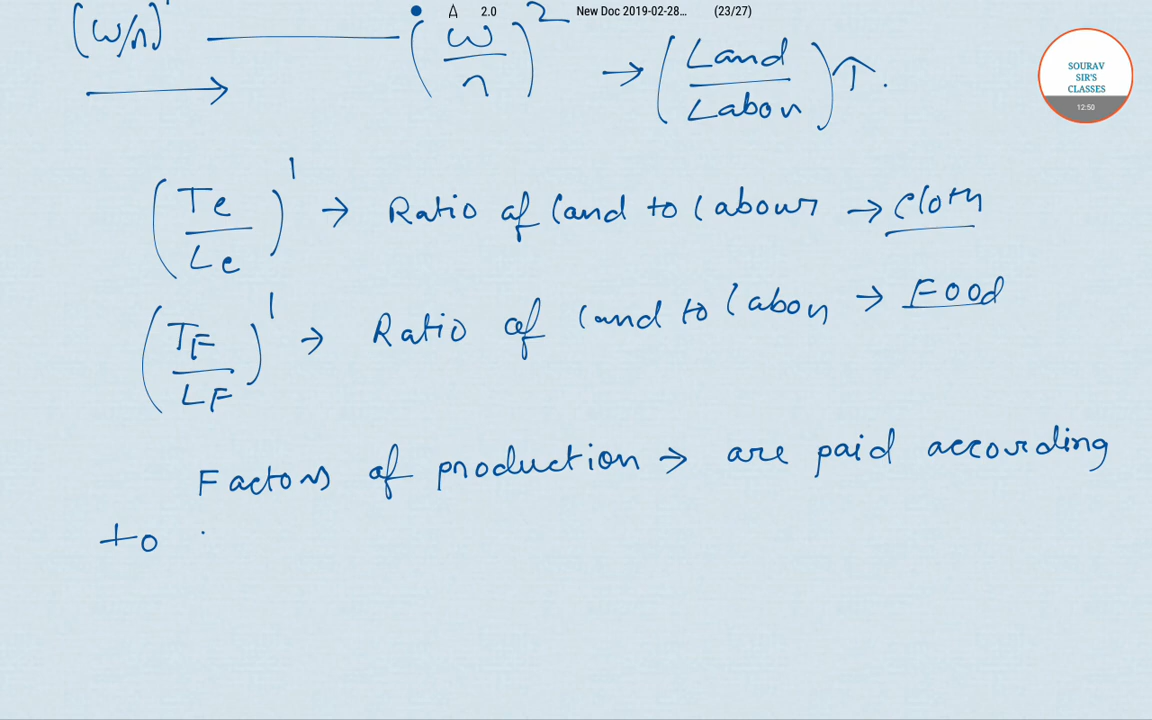 2.0 New Doc 2019-02-28... (23/27)
SOURAV
SIR'S
CLASSES
12:50
(w/r)¹ ——— (w/r)² → (Land/Labor)↑.
→
(Tc/Lc)¹ → Ratio of land to labour → cloth
(TF/LF)¹ → Ratio of land to labor → Food
Factors of production → are paid according
to